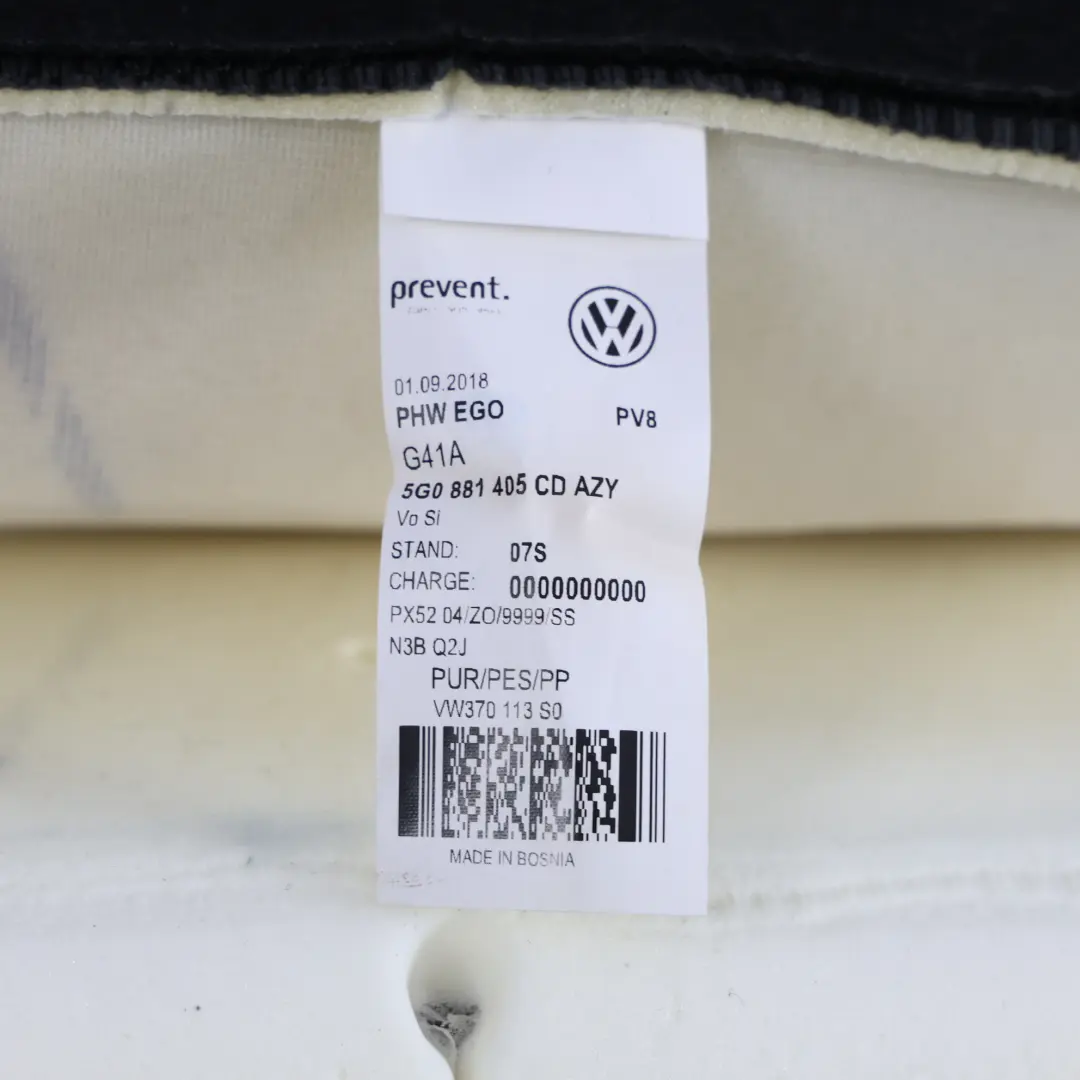 prevent.
VW
01.09.2018
PHW EGO PV8
G41A
5G0 881 405 CD AZY
Vo Si
STAND: 07S
CHARGE: 0000000000
PX52 04/ZO/9999/SS
N3B Q2J
PUR/PES/PP
VW370 113 S0
MADE IN BOSNIA